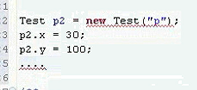 Test p2 = new Test("p");
p2.x = 30;
p2.y = 100;
....